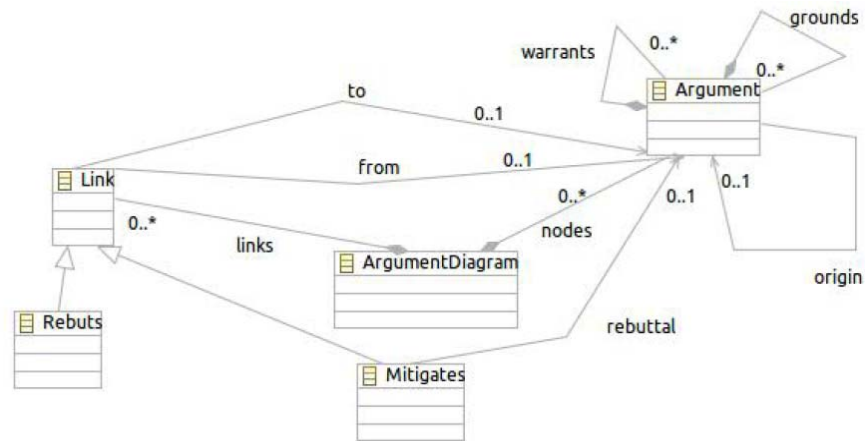 grounds
warrants
0..*
0..*
to
Argument
0..1
from
0..1
Link
0..*
0..1
0..1
0..*
links
nodes
ArgumentDiagram
origin
Rebuts
rebuttal
Mitigates